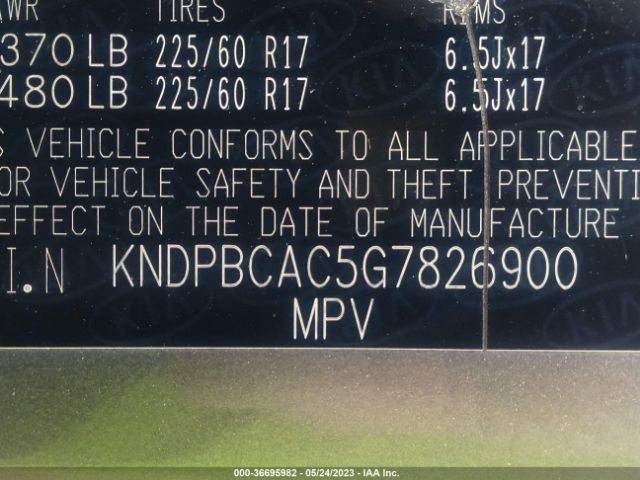 TIRES
370 LB 225/60 R17 6.5Jx17
480 LB 225/60 R17 6.5Jx17
VEHICLE CONFORMS TO ALL APPLICABLE
OR VEHICLE SAFETY AND THEFT PREVENTI
EFFECT ON THE DATE OF MANUFACTURE
I.N KNDPBCAC5G7826900
MPV
000-36695982 - 05/24/2023 - IAA Inc.